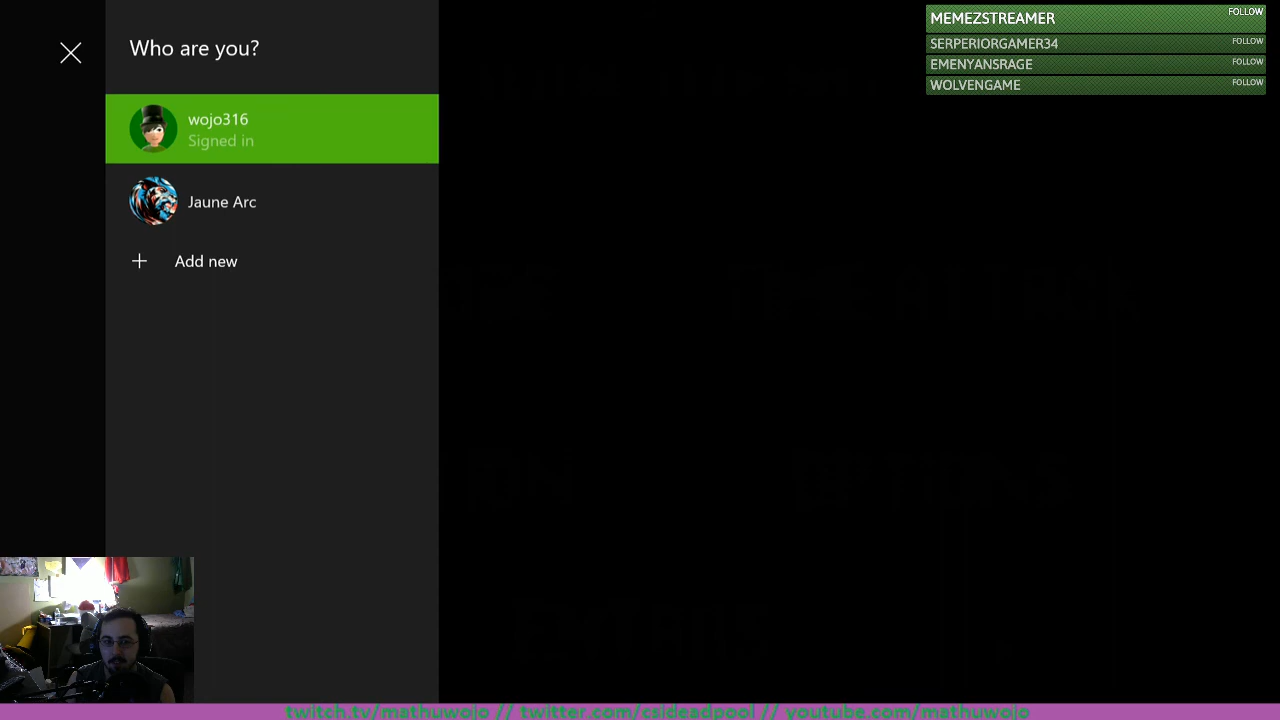 Who are you?
wojo316
Signed in
Jaune Arc
Add new
MEMEZSTREAMER FOLLOW
SERPERIORGAMER34 FOLLOW
EMENYANSRAGE FOLLOW
WOLVENGAME FOLLOW
OPTIONS
twitch.tv/mathuwojo // twitter.com/csideadpool // youtube.com/mathuwojo